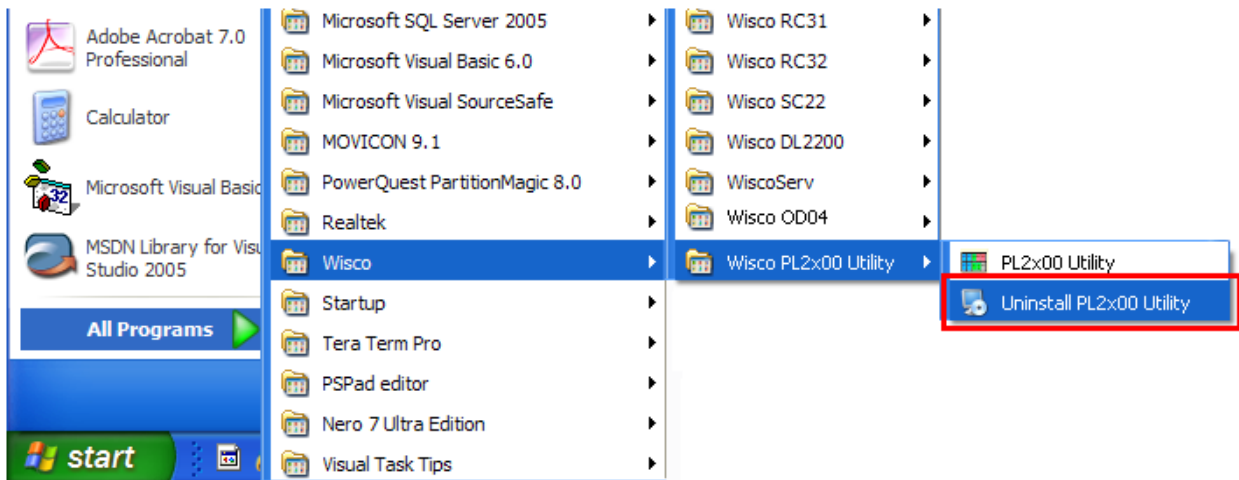 Adobe Acrobat 7.0
Professional
Calculator
32
Microsoft Visual Basic
MSDN Library for Visu
Studio 2005
All Programs
start
Microsoft SQL Server 2005
Microsoft Visual Basic 6.0
Microsoft Visual SourceSafe
MOVICON 9.1
PowerQuest PartitionMagic 8.0
Realtek
Wisco
Startup
Tera Term Pro
PSPad editor
Nero 7 Ultra Edition
Visual Task Tips
Wisco RC31
Wisco RC32
Wisco SC22
Wisco DL2200
WiscoServ
Wisco OD04
Wisco PL2x00 Utility
PL2x00 Utility
Uninstall PL2x00 Utility